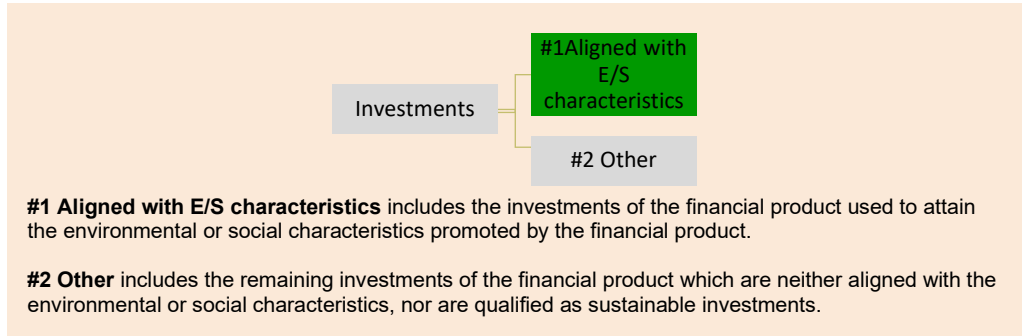 #1Aligned with
E/S
characteristics
Investments
#2 Other
#1 Aligned with E/S characteristics includes the investments of the financial product used to attain
the environmental or social characteristics promoted by the financial product.
#2 Other includes the remaining investments of the financial product which are neither aligned with the
environmental or social characteristics, nor are qualified as sustainable investments.